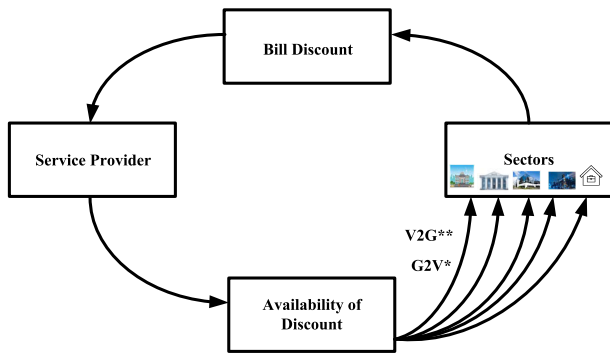 Bill Discount
Service Provider
Sectors
V2G**
G2V*
Availability of
Discount